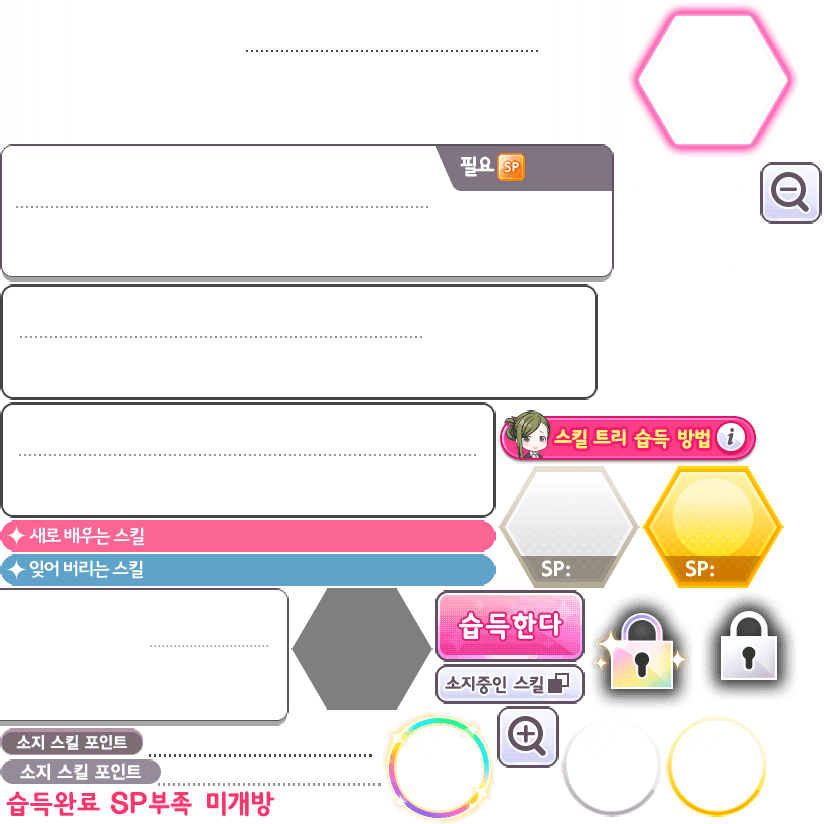 필요 SP
스킬 트리 습득 방법 i
새로 배우는 스킬
SP: SP:
잊어 버리는 스킬
습득한다
소지중인 스킬
소지 스킬 포인트
소지 스킬 포인트
습득완료 SP부족 미개방